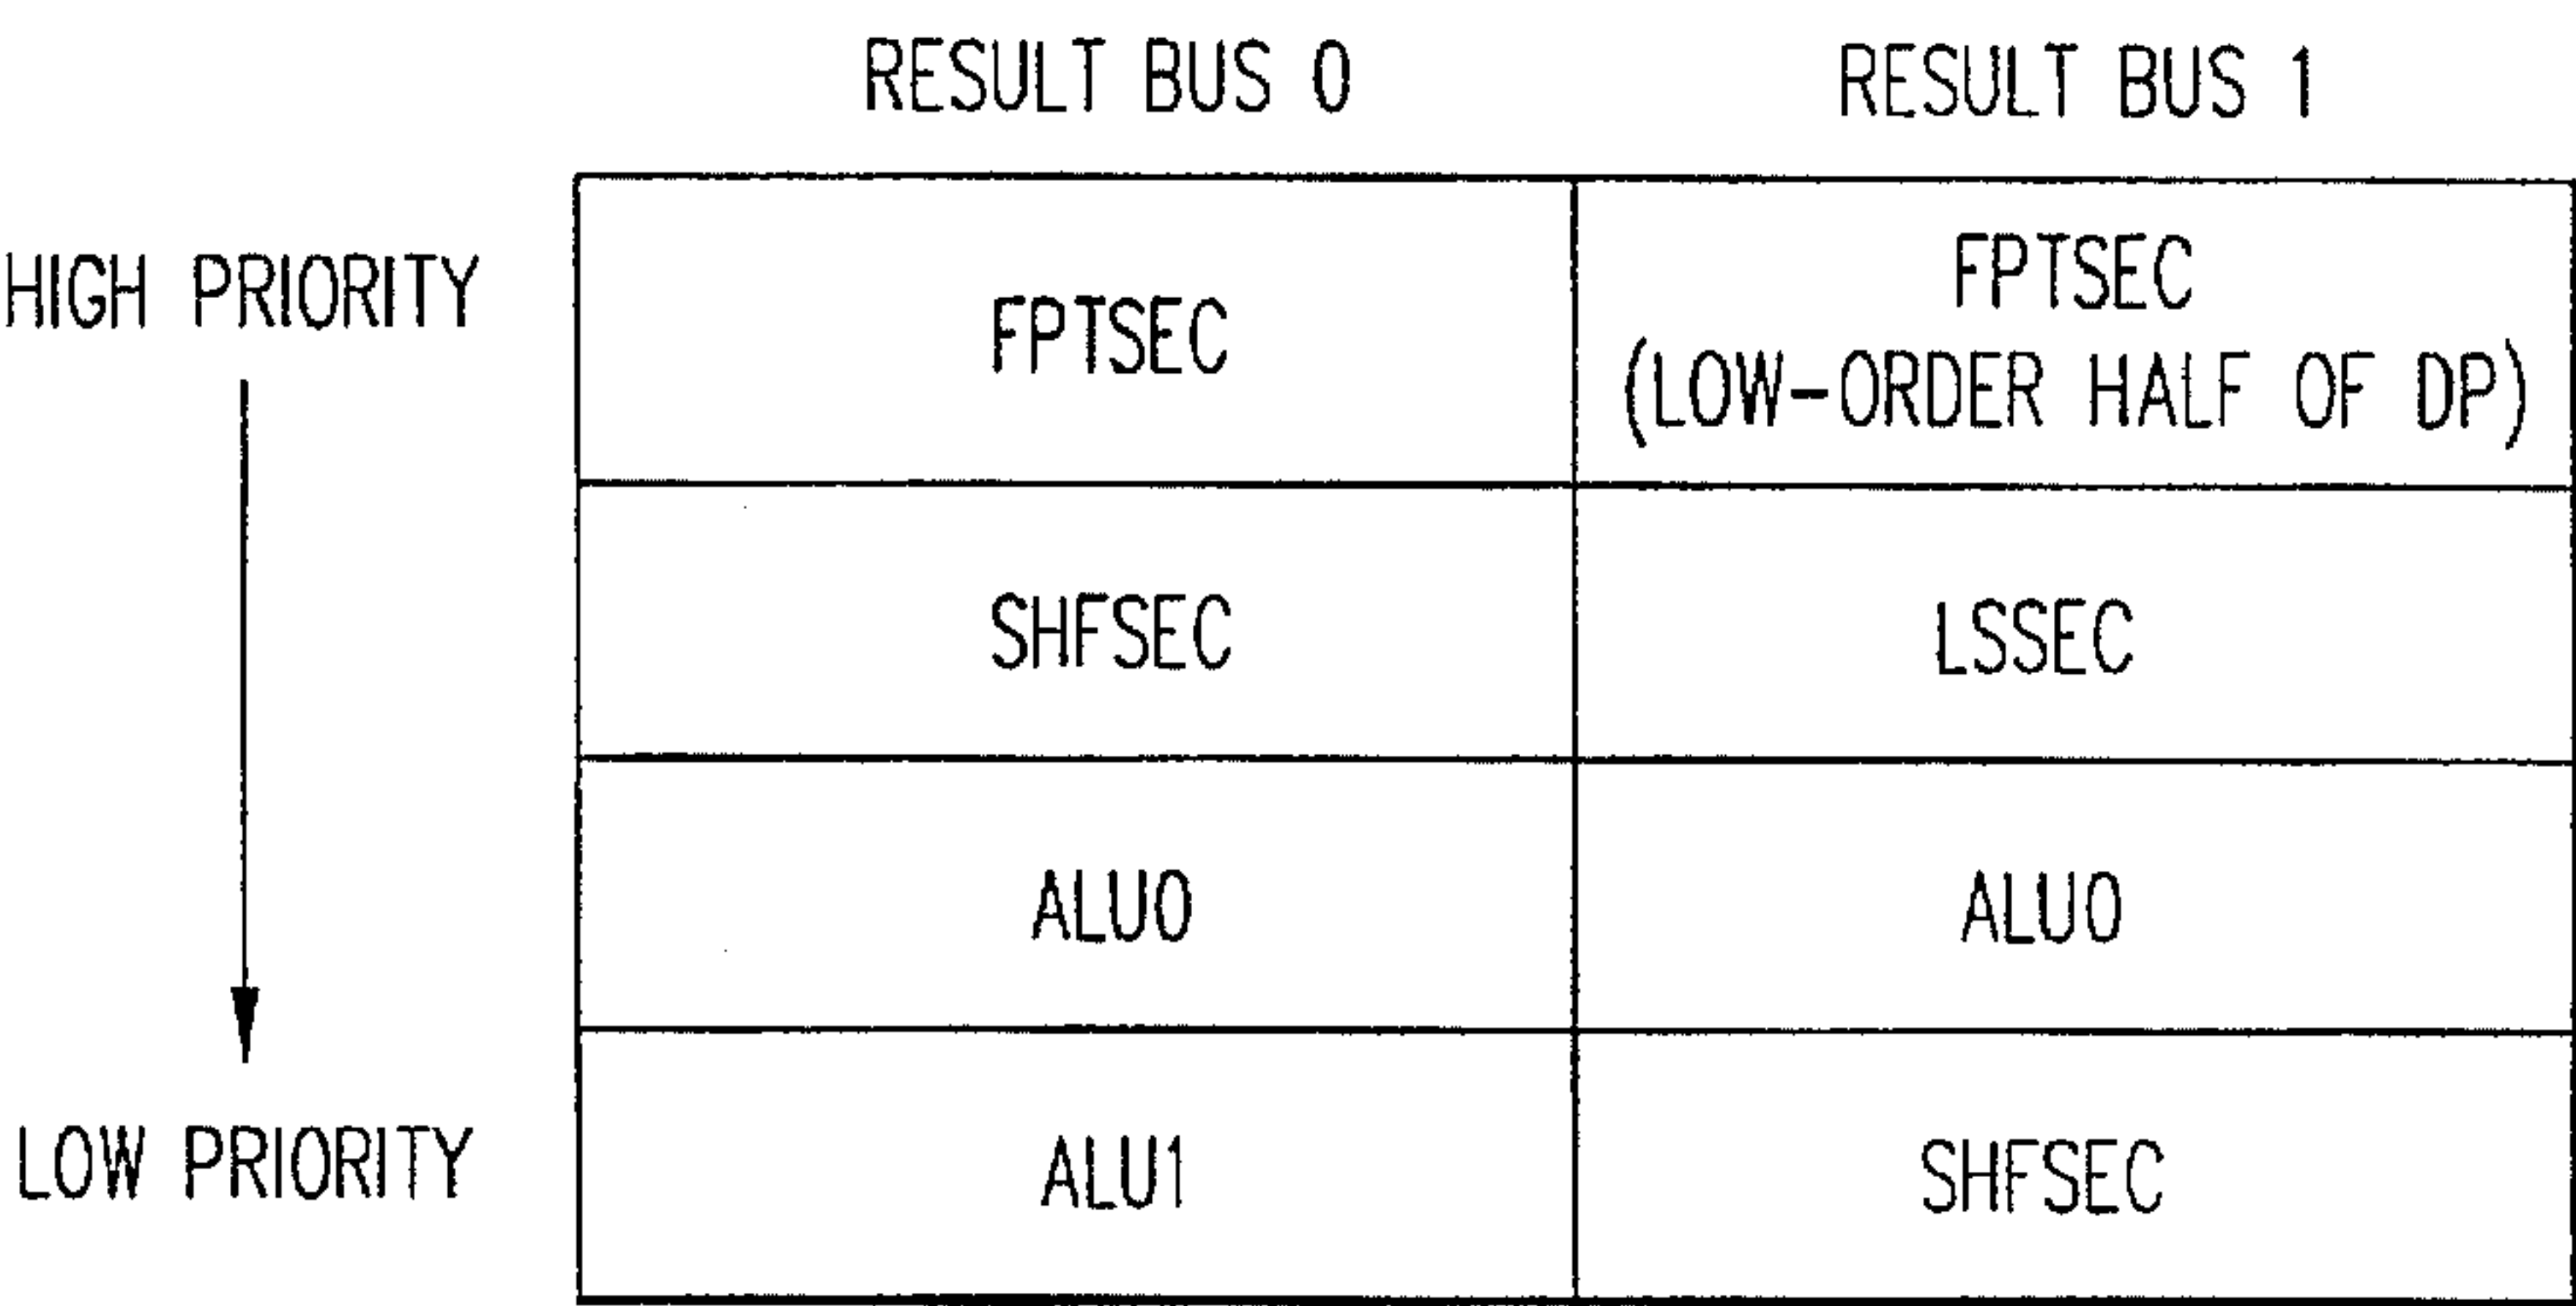 RESULT BUS 0
RESULT BUS 1
HIGH PRIORITY
FPTSEC
FPTSEC
(LOW-ORDER HALF OF DP)
SHFSEC
LSSEC
ALU0
ALU0
LOW PRIORITY
ALU1
SHFSEC